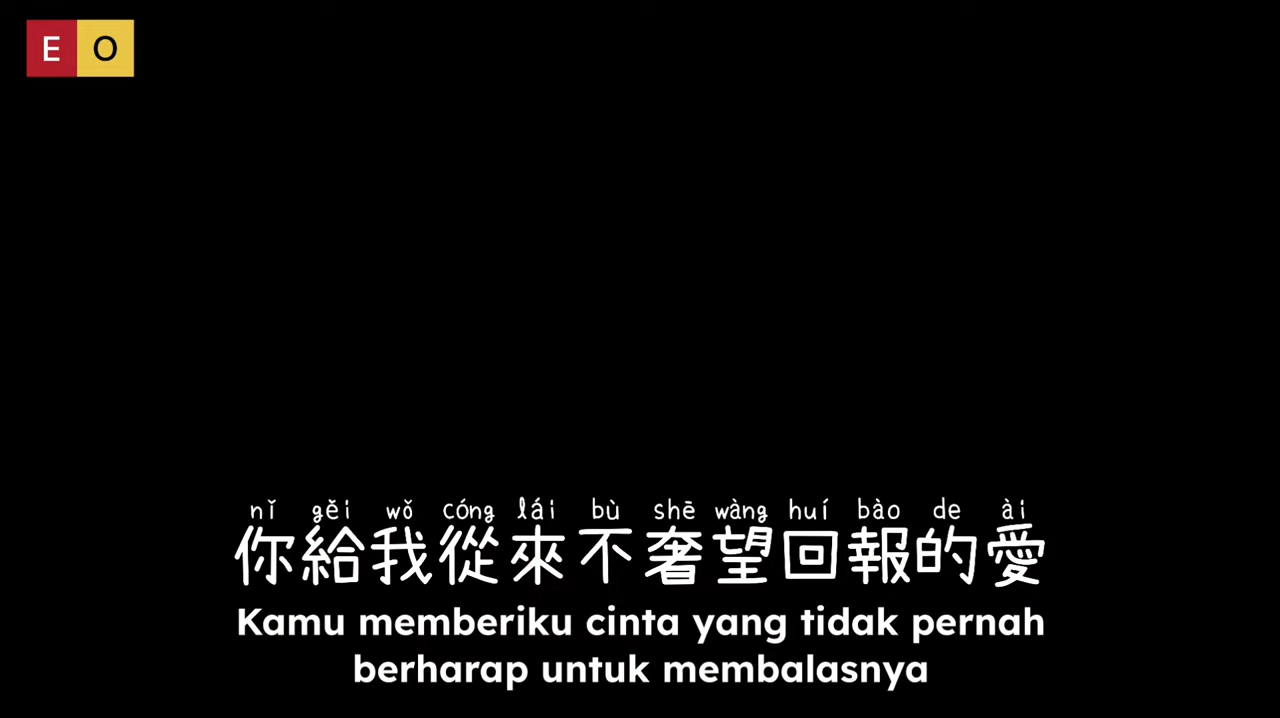 E O
nǐ gěi wǒ cóng lái bù shē wàng huí bào de ài
你給我從來不奢望回報的愛
Kamu memberiku cinta yang tidak pernah
berharap untuk membalasnya